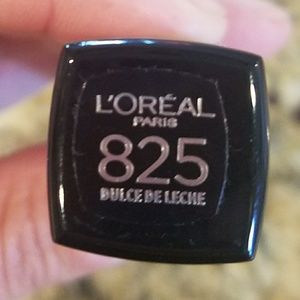 L'ORÉAL
PARIS
825
DULCE DE LECHE